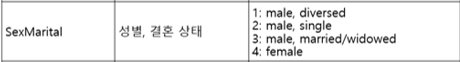 SexMarital
성별, 결혼 상태
1: male, diversed
2: male, single
3: male, married/widowed
4: female